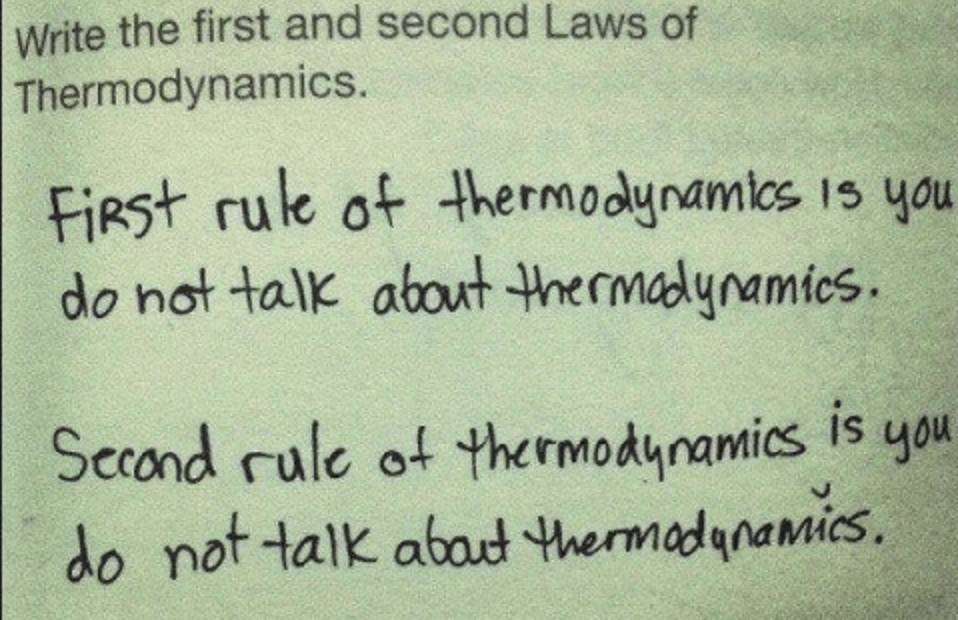 Write the first and second Laws of
Thermodynamics.
First rule of thermodynamics is you
do not talk about thermodynamics.
Second rule of thermodynamics is you
do not talk about thermodynamics.